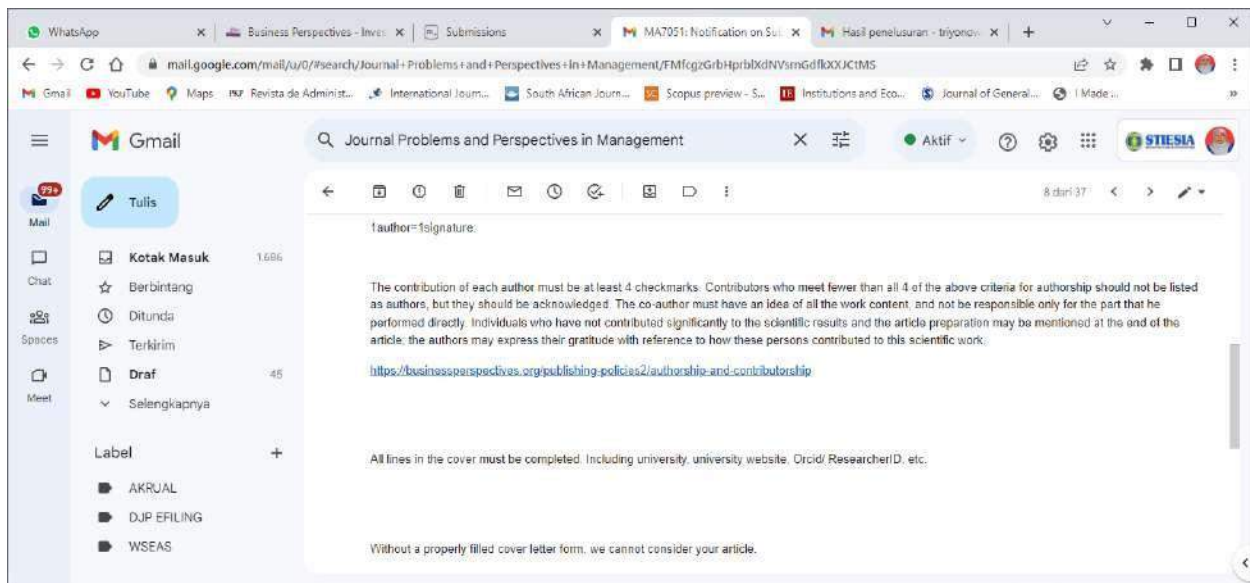 WhatsApp
Business Perspectives - Inves
Submissions
MA7051: Notification on Su
Hasil penelusuran - triyono
mail.google.com/mail/u/0/#search/Journal+Problems+and+Perspectives+in+Management/
Gmail
YouTube
Maps
Revista de Administ...
International Journ...
South African Journ...
Scopus preview - S...
Institutions and Eco...
Journal of General...
I Made ...
Gmail
Journal Problems and Perspectives in Management
Aktif
STIESIA
99+
Mail
Tulis
8 dari 37
1author=1signature.
Kotak Masuk 1.686
Chat
Berbintang
The contribution of each author must be at least 4 checkmarks. Contributors who meet fewer than all 4 of the above criteria for authorship should not be listed
as authors, but they should be acknowledged. The co-author must have an idea of all the work content, and not be responsible only for the part that he
performed directly. Individuals who have not contributed significantly to the scientific results and the article preparation may be mentioned at the end of the
article; the authors may express their gratitude with reference to how these persons contributed to this scientific work.
Ditunda
Spaces
Terkirim
Draf 45
https://businessperspectives.org/publishing-policies2/authorship-and-contributorship
Meet
Selengkapnya
Label
All lines in the cover must be completed. Including university, university website, Orcid/ ResearcherID, etc.
AKRUAL
DJP EFILING
WSEAS
Without a properly filled cover letter form, we cannot consider your article.